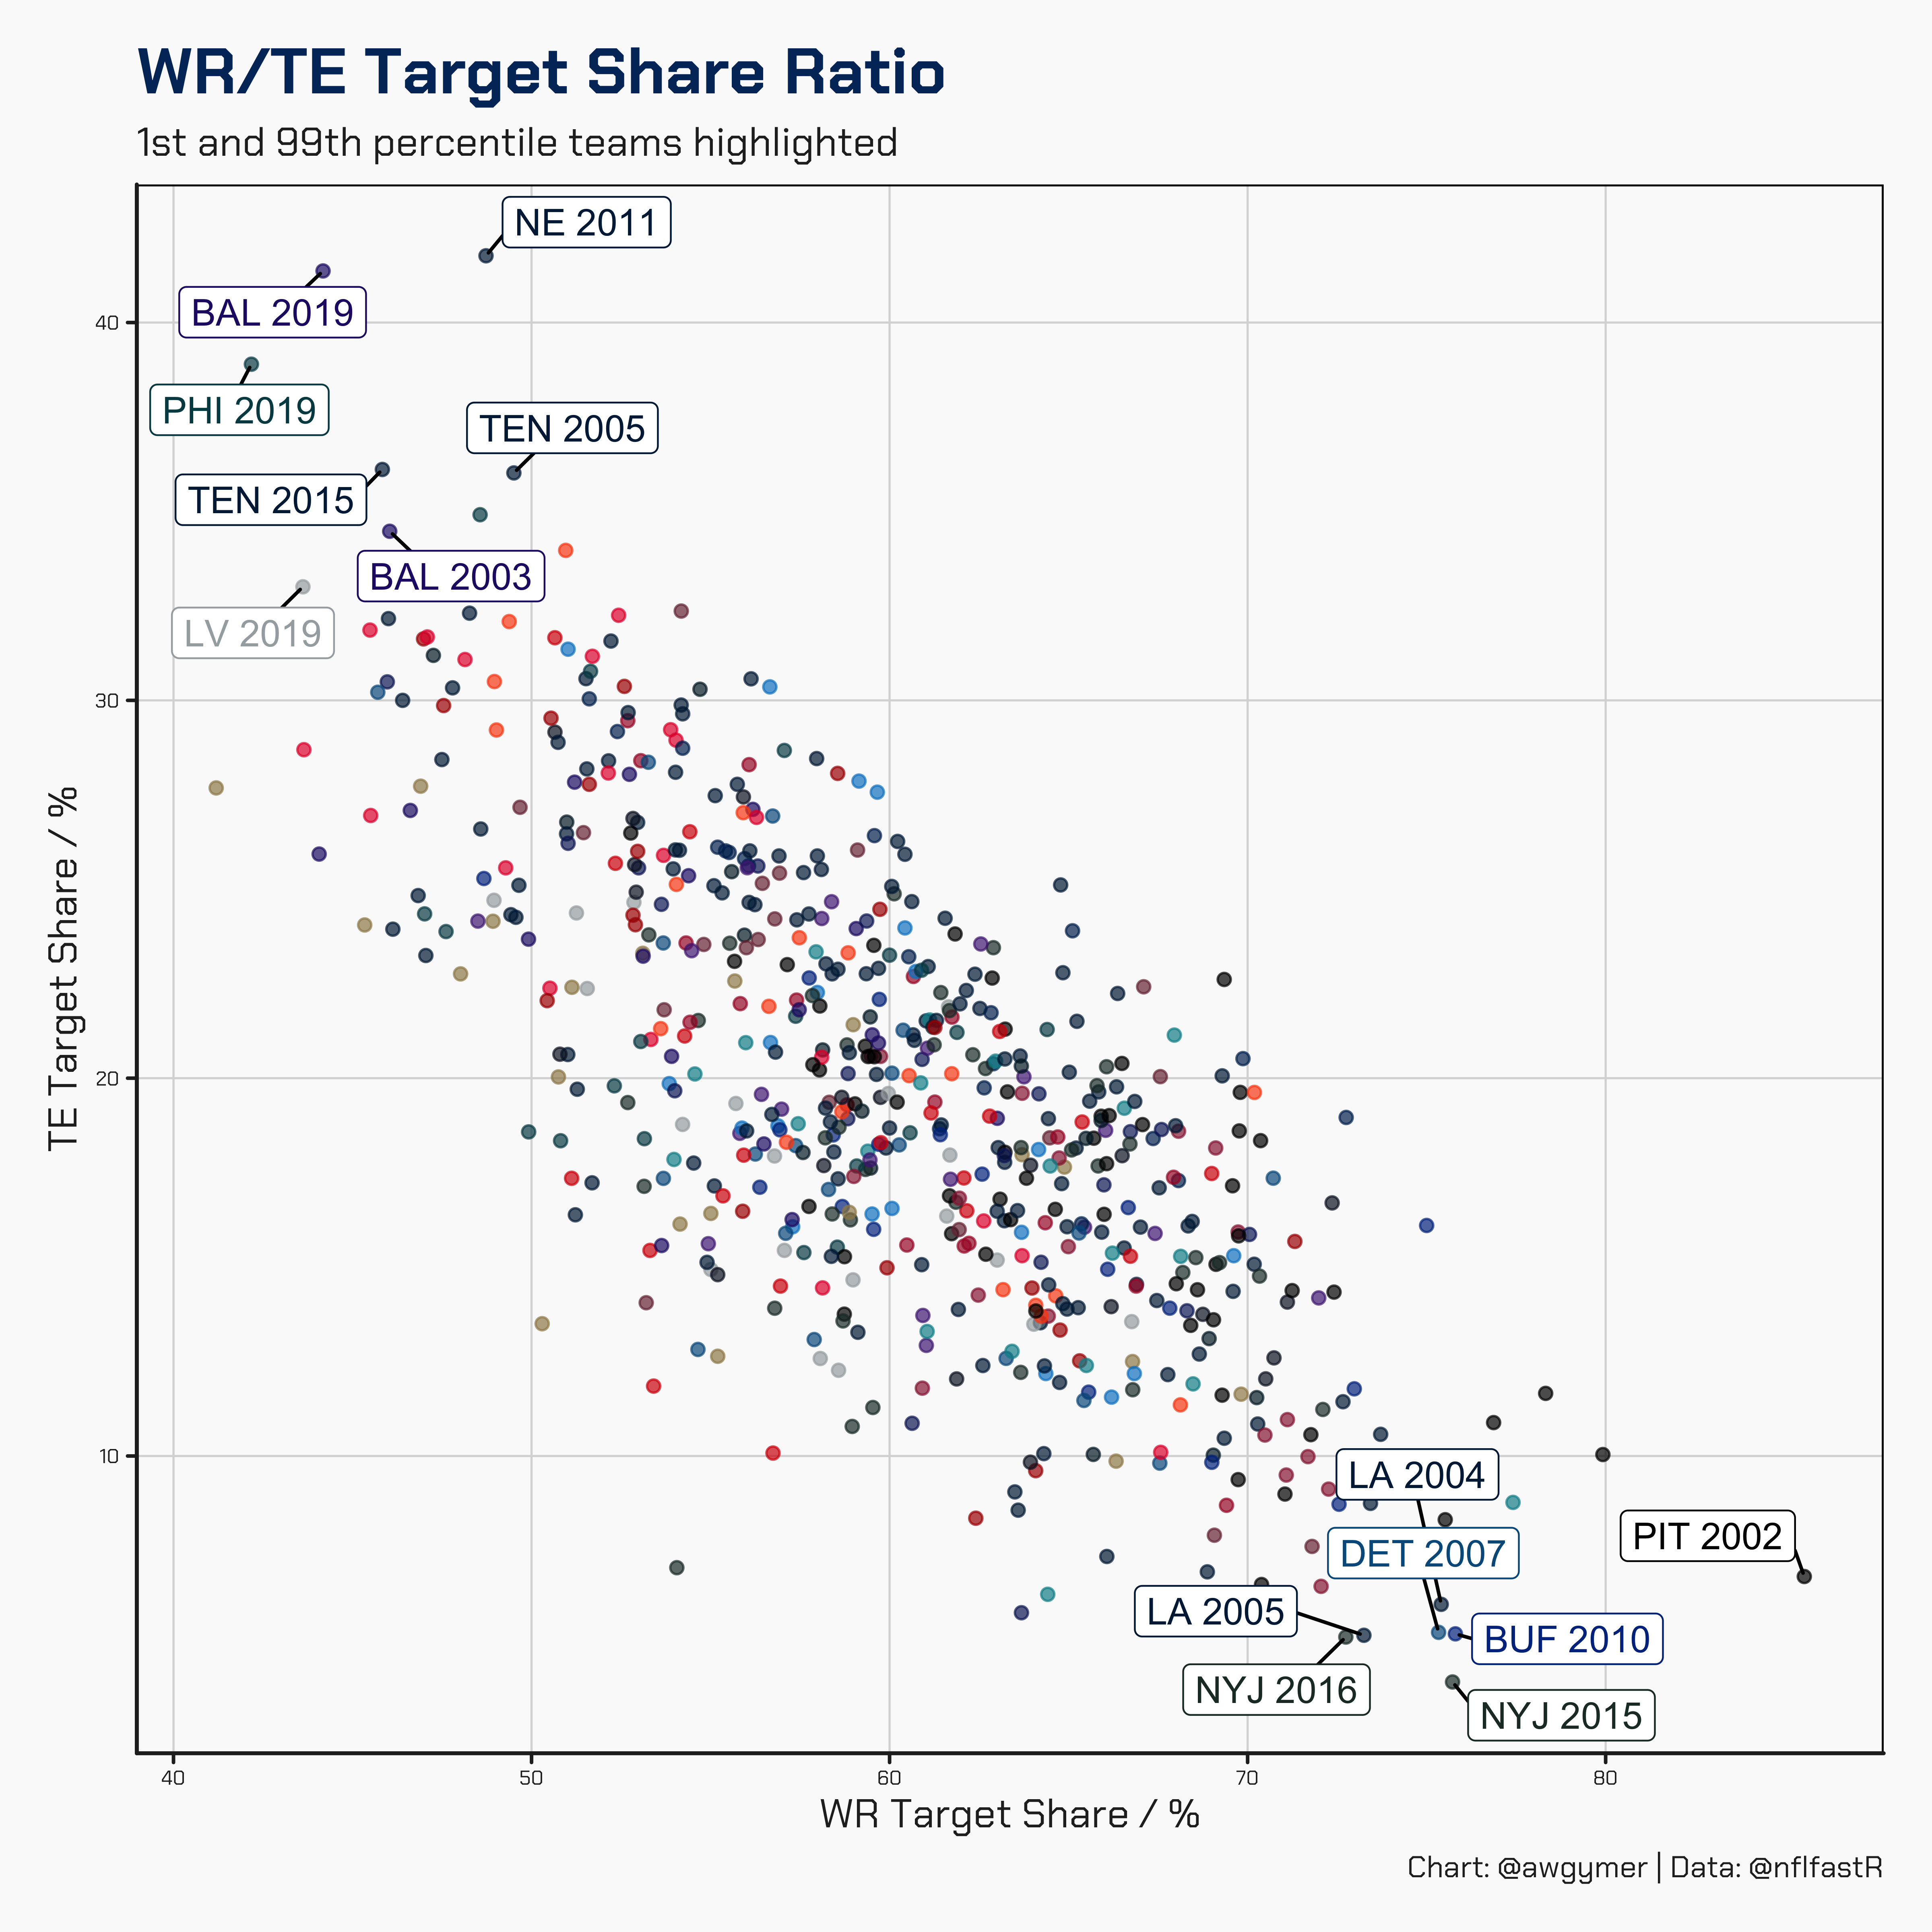 WR/TE Target Share Ratio
1st and 99th percentile teams highlighted
NE 2011
BAL 2019
40
PHI 2019
TEN 2005
TEN 2015
BAL 2003
LV 2019
30
TE Target Share / %
20
10
LA 2004
PIT 2002
DET 2007
LA 2005
BUF 2010
NYJ 2016
NYJ 2015
40 50 60 70 80
WR Target Share / %
Chart: @awgymer | Data: @nflfastR